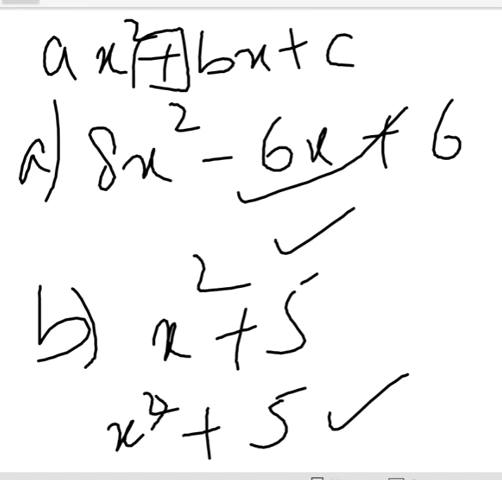 ax² + bx + c
a) 8x² - 6x + 6
b) x² + 5
x² + 5